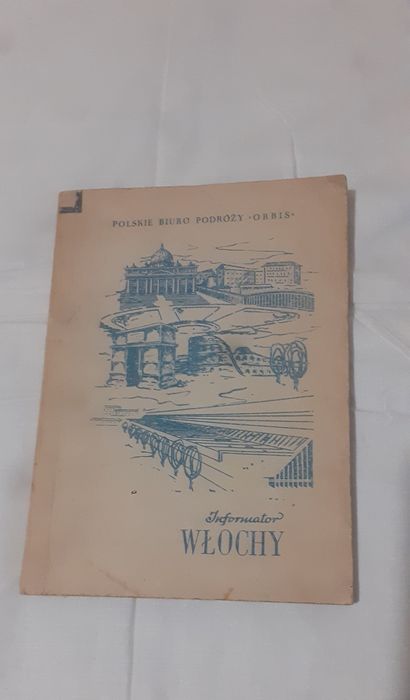 POLSKIE BIURO PODRÓŻY "ORBIS"
Informator
WŁOCHY